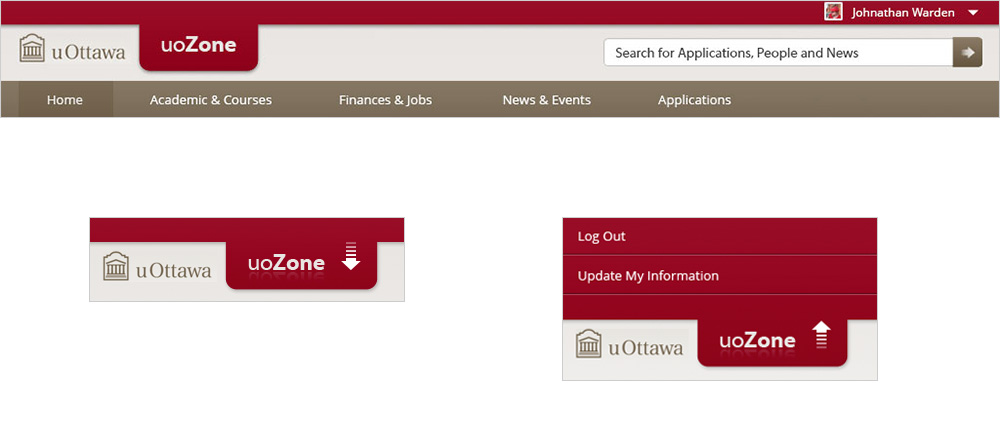 Johnathan Warden
uOttawa
uoZone
Search for Applications, People and News
Home Academic & Courses Finances & Jobs News & Events Applications
uOttawa
uoZone
Log Out
Update My Information
uOttawa
uoZone